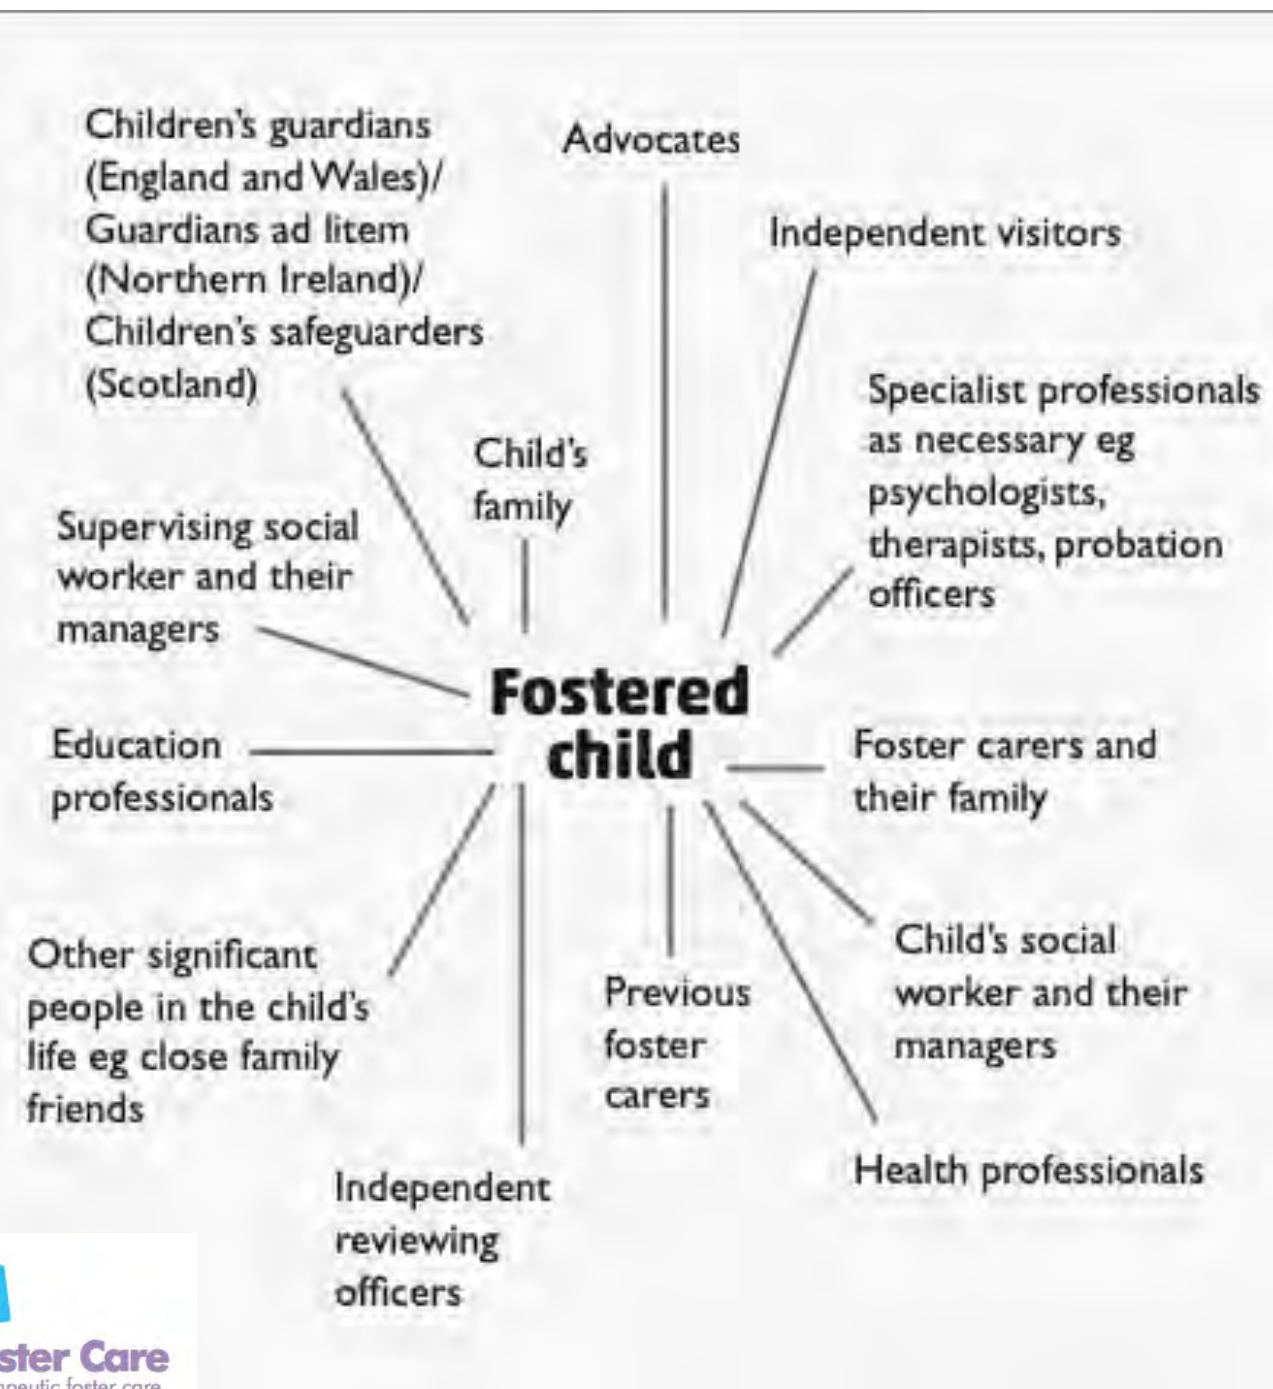 Children's guardians
(England and Wales)/
Guardians ad litem
(Northern Ireland)/
Children's safeguarders
(Scotland)
Advocates
Independent visitors
Child's
family
Specialist professionals
as necessary eg
psychologists,
therapists, probation
officers
Supervising social
worker and their
managers
Fostered
child
Education
professionals
Foster carers and
their family
Other significant
people in the child's
life eg close family
friends
Previous
foster
carers
Child's social
worker and their
managers
Health professionals
Independent
reviewing
officers
ster Care
apeutic foster care